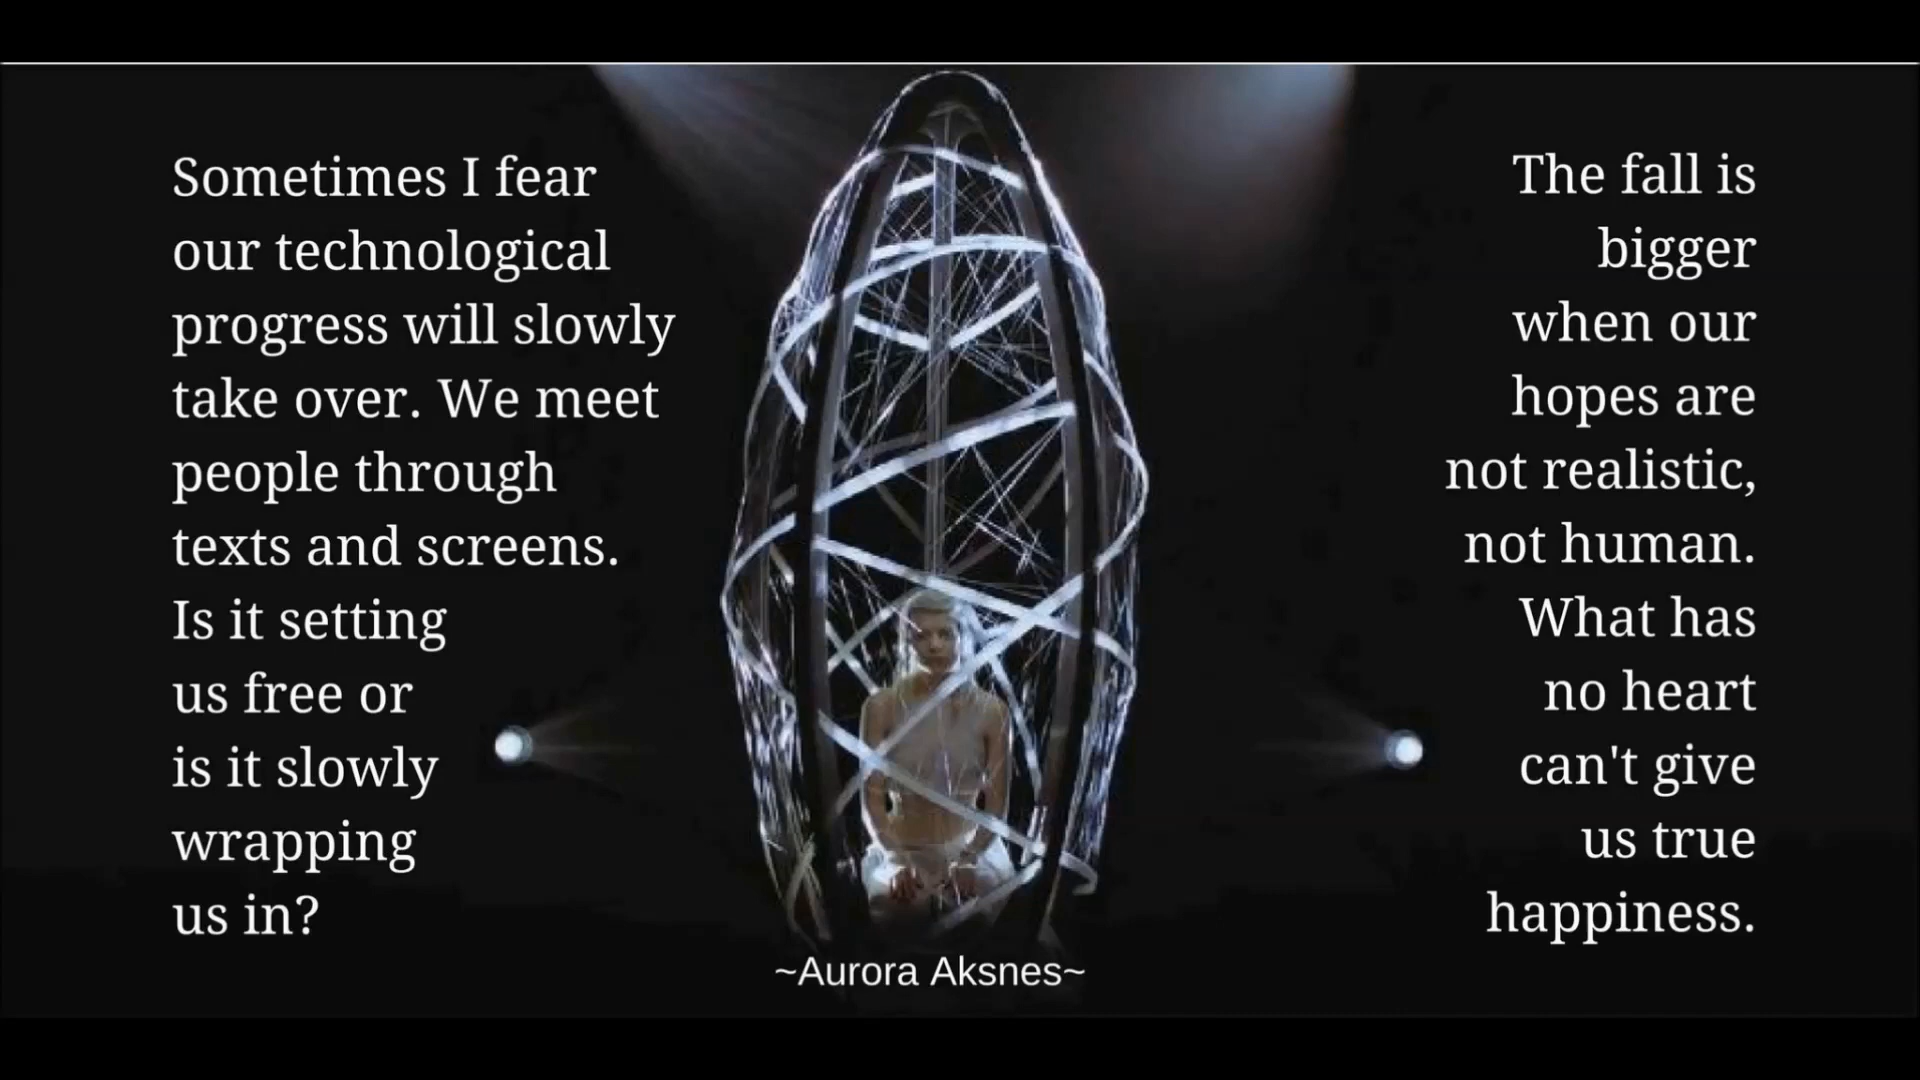 Sometimes I fear
our technological
progress will slowly
take over. We meet
people through
texts and screens.
Is it setting
us free or
is it slowly
wrapping
us in?
The fall is
bigger
when our
hopes are
not realistic,
not human.
What has
no heart
can't give
us true
happiness.
~Aurora Aksnes~